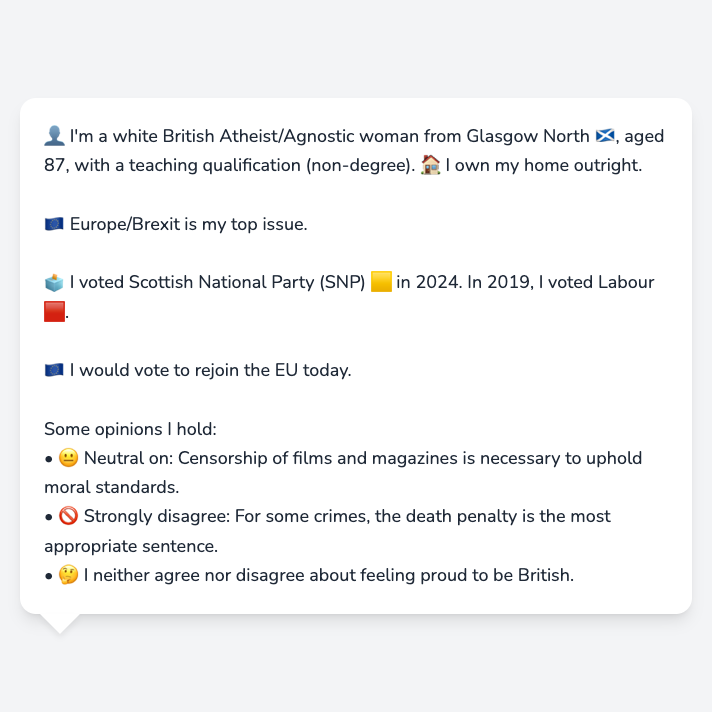 👤 I'm a white British Atheist/Agnostic woman from Glasgow North 🏴󠁧󠁢󠁳󠁣󠁴󠁿, aged
87, with a teaching qualification (non-degree). 🏠 I own my home outright.
🇪🇺 Europe/Brexit is my top issue.
🗳️ I voted Scottish National Party (SNP) 🟨 in 2024. In 2019, I voted Labour
🟥.
🇪🇺 I would vote to rejoin the EU today.
Some opinions I hold:
• 😐 Neutral on: Censorship of films and magazines is necessary to uphold
moral standards.
• 🚫 Strongly disagree: For some crimes, the death penalty is the most
appropriate sentence.
• 🤔 I neither agree nor disagree about feeling proud to be British.